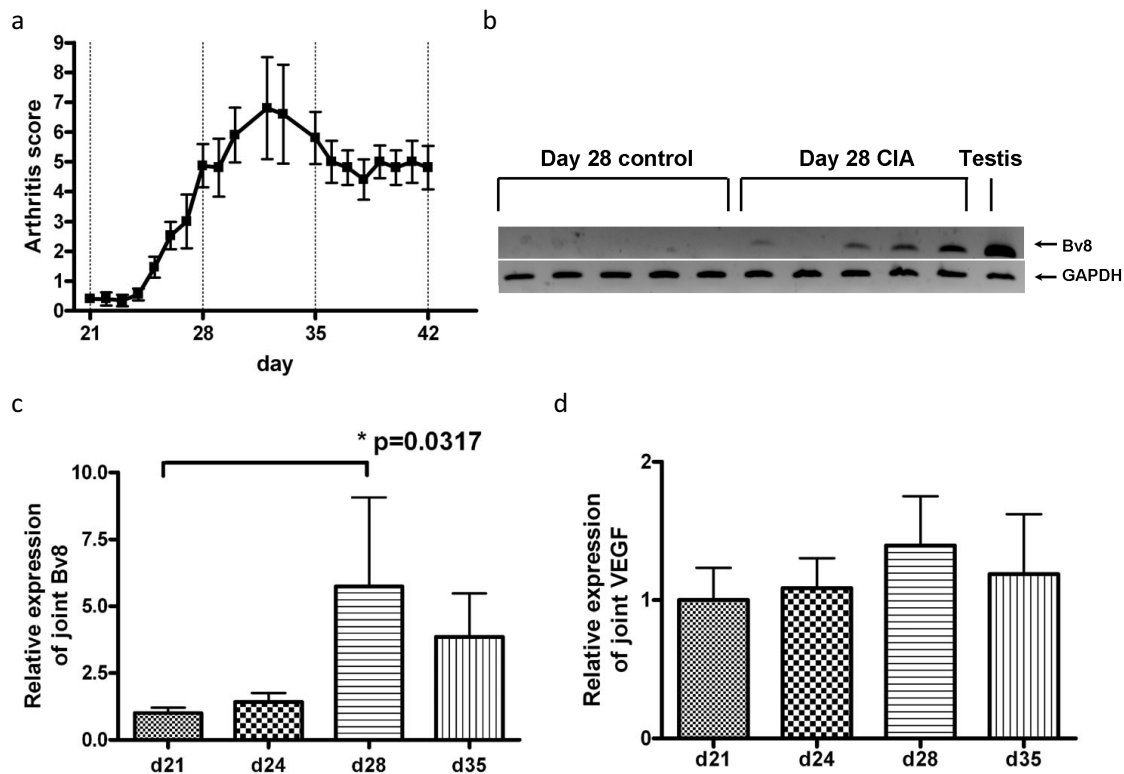 a
9
8
7
6
5
4
3
2
1
0
Arthritis score
21 28 35 42
day
b
Day 28 control Day 28 CIA Testis
Bv8
GAPDH
c
* p=0.0317
10.0
7.5
5.0
2.5
0.0
Relative expression
of joint Bv8
d21 d24 d28 d35
d
2
1
0
Relative expression
of joint VEGF
d21 d24 d28 d35